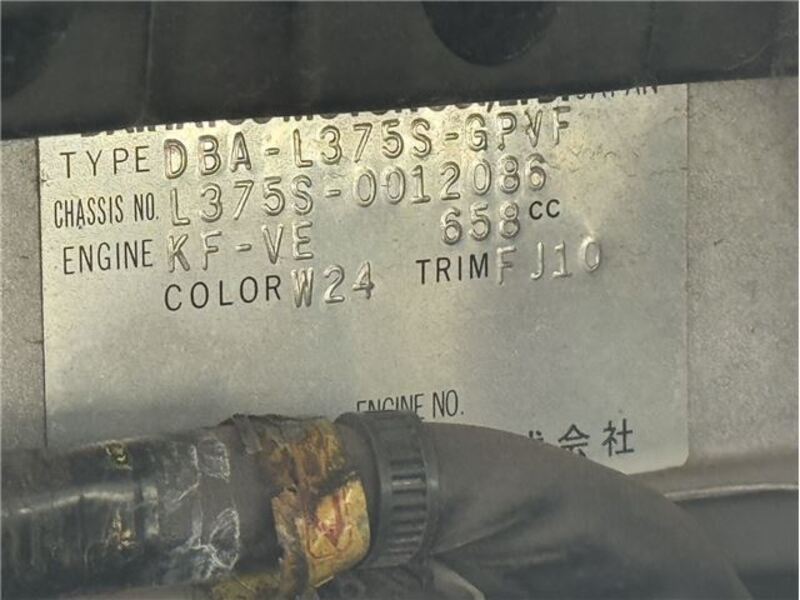 TYPE DBA-L375S-GPVF
CHASSIS NO. L375S-0012086
ENGINE KF-VE 658 CC
COLOR W24 TRIM FJ10
ENGINE NO.
会社